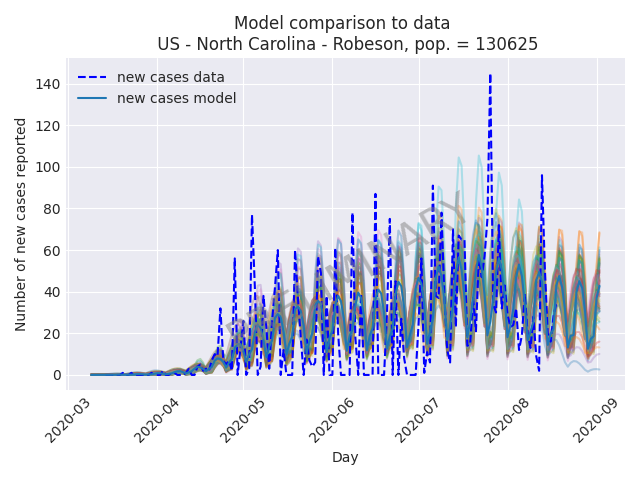 Model comparison to data
US - North Carolina - Robeson, pop. = 130625
new cases data
new cases model
Number of new cases reported
140
120
100
80
60
40
20
0
PRELIMINARY
2020-03
2020-04
2020-05
2020-06
2020-07
2020-08
2020-09
Day